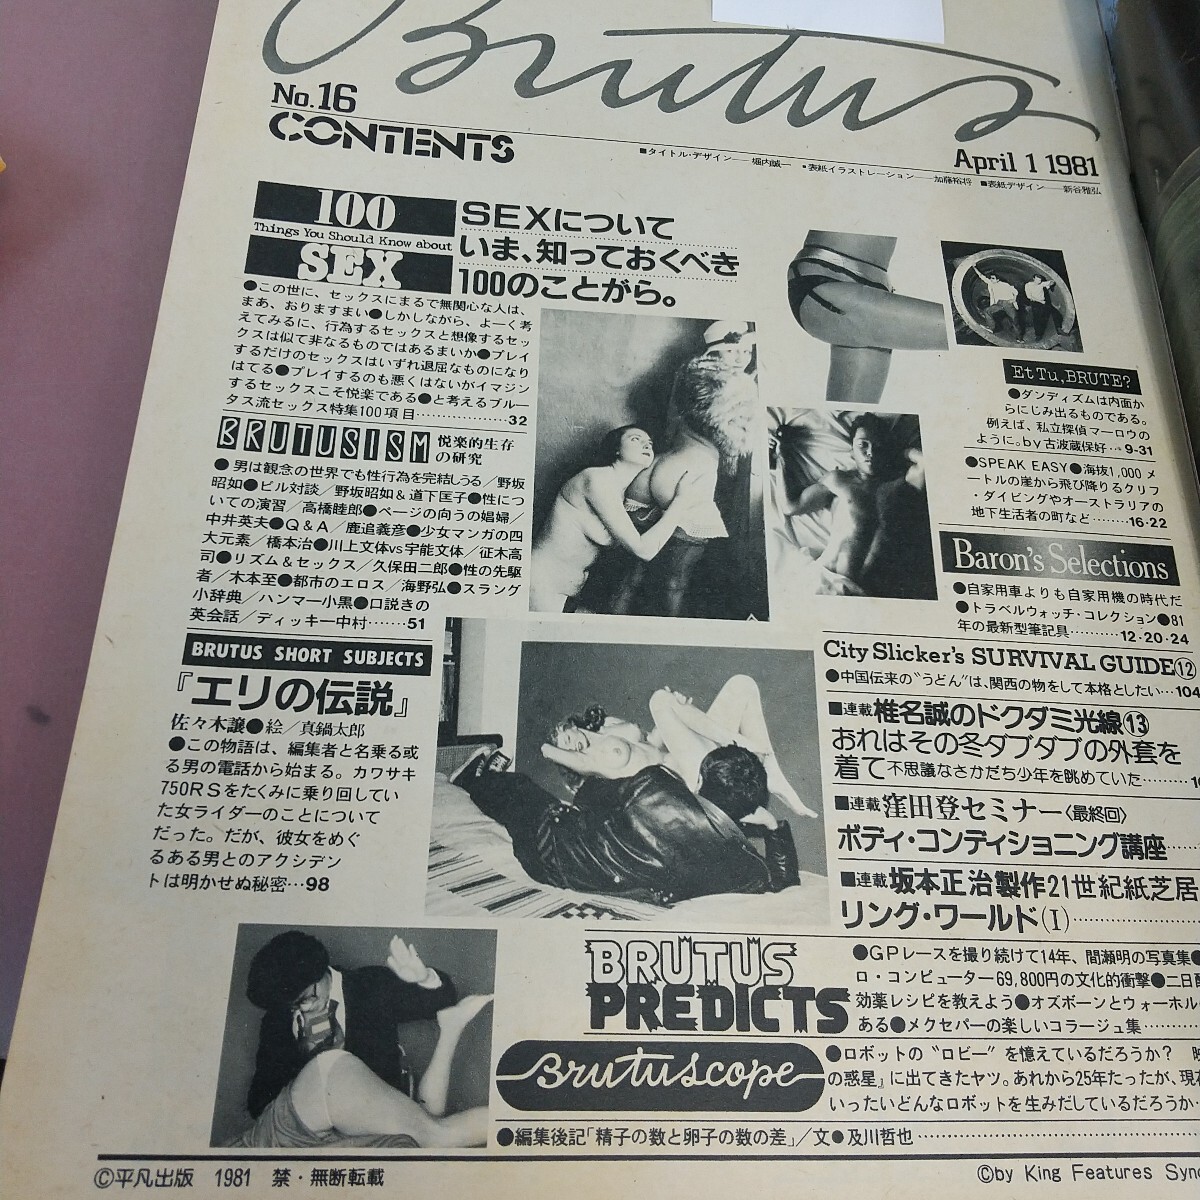 Brutus
No.16
CONTENTS
April 1 1981
■タイトル・デザイン――堀内誠一 ・表紙イラストレーション――加藤裕将 ■表紙デザイン――新谷雅弘
100
Things You Should Know about
SEX
SEXについて
いま、知っておくべき
100のことがら。
●この世に、セックスにまるで無関心な人は、
まあ、おりますまい●しかしながら、よーく考
えてみるに、行為するセックスと想像するセッ
クスは似て非なるものではあるまいか●プレイ
するだけのセックスはいずれ退屈なものになり
はてる●プレイするのも悪くはないがイマジン
するセックスこそ悦楽である●と考えるブルー
タス流セックス特集100項目……………32
BRUTUSISM
悦楽的生存
の研究
●男は観念の世界でも性行為を完結しうる/野坂
昭如●ビル対談/野坂昭如&道下匡子●性につ
いての演習/高橋睦郎●ページの向うの娼婦/
中井英夫●Q&A/鹿追義彦●少女マンガの四
大元素/橋本治●川上文体vs宇能文体/征木高
司●リズム&セックス/久保田二郎●性の先駆
者/木本至●都市のエロス/海野弘●スラング
小辞典/ハンマー小黒●口説きの
英会話/ディッキー中村……51
BRUTUS SHORT SUBJECTS
『エリの伝説』
佐々木譲●絵/真鍋太郎
●この物語は、編集者と名乗る或
る男の電話から始まる。カワサキ
750RSをたくみに乗り回してい
た女ライダーのことについて
だった。だが、彼女をめぐ
るある男とのアクシデン
トは明かせぬ秘密…98
Et Tu, BRUTE?
●ダンディズムは内面か
らにじみ出るものである。
例えば、私立探偵マーロウの
ように。by古波蔵保好…9-31
●SPEAK EASY●海抜1,000メ
ートルの崖から飛び降りるクリフ
・ダイビングやオーストラリアの
地下生活者の町など……16・22
Baron's Selections
●自家用車よりも自家用機の時代だ
●トラベルウォッチ・コレクション●81
年の最新型筆記具………12・20・24
City Slicker's SURVIVAL GUIDE⑫
●中国伝来の“うどん”は、関西の物をして本格としたい…104
■連載 椎名誠のドクダミ光線⑬
おれはその冬ダブダブの外套を
着て不思議なさかだち少年を眺めていた………
■連載 窪田登セミナー〈最終回〉
ボディ・コンディショニング講座……
■連載 坂本正治製作21世紀紙芝居
リング・ワールド(I)……………
BRUTUS
PREDICTS
●GPレースを撮り続けて14年、間瀬明の写真集●
ロ・コンピューター69,800円の文化的衝撃●二日
効薬レシピを教えよう●オズボーンとウォーホル
ある●メクセパーの楽しいコラージュ集………
Brutuscope
●ロボットの“ロビー”を憶えているだろうか?
の惑星』に出てきたヤツ。あれから25年たったが、現
いったいどんなロボットを生みだしているだろうか…
●編集後記「精子の数と卵子の数の差」/文●及川哲也……………
©平凡出版 1981 禁・無断転載
©by King Features Syn